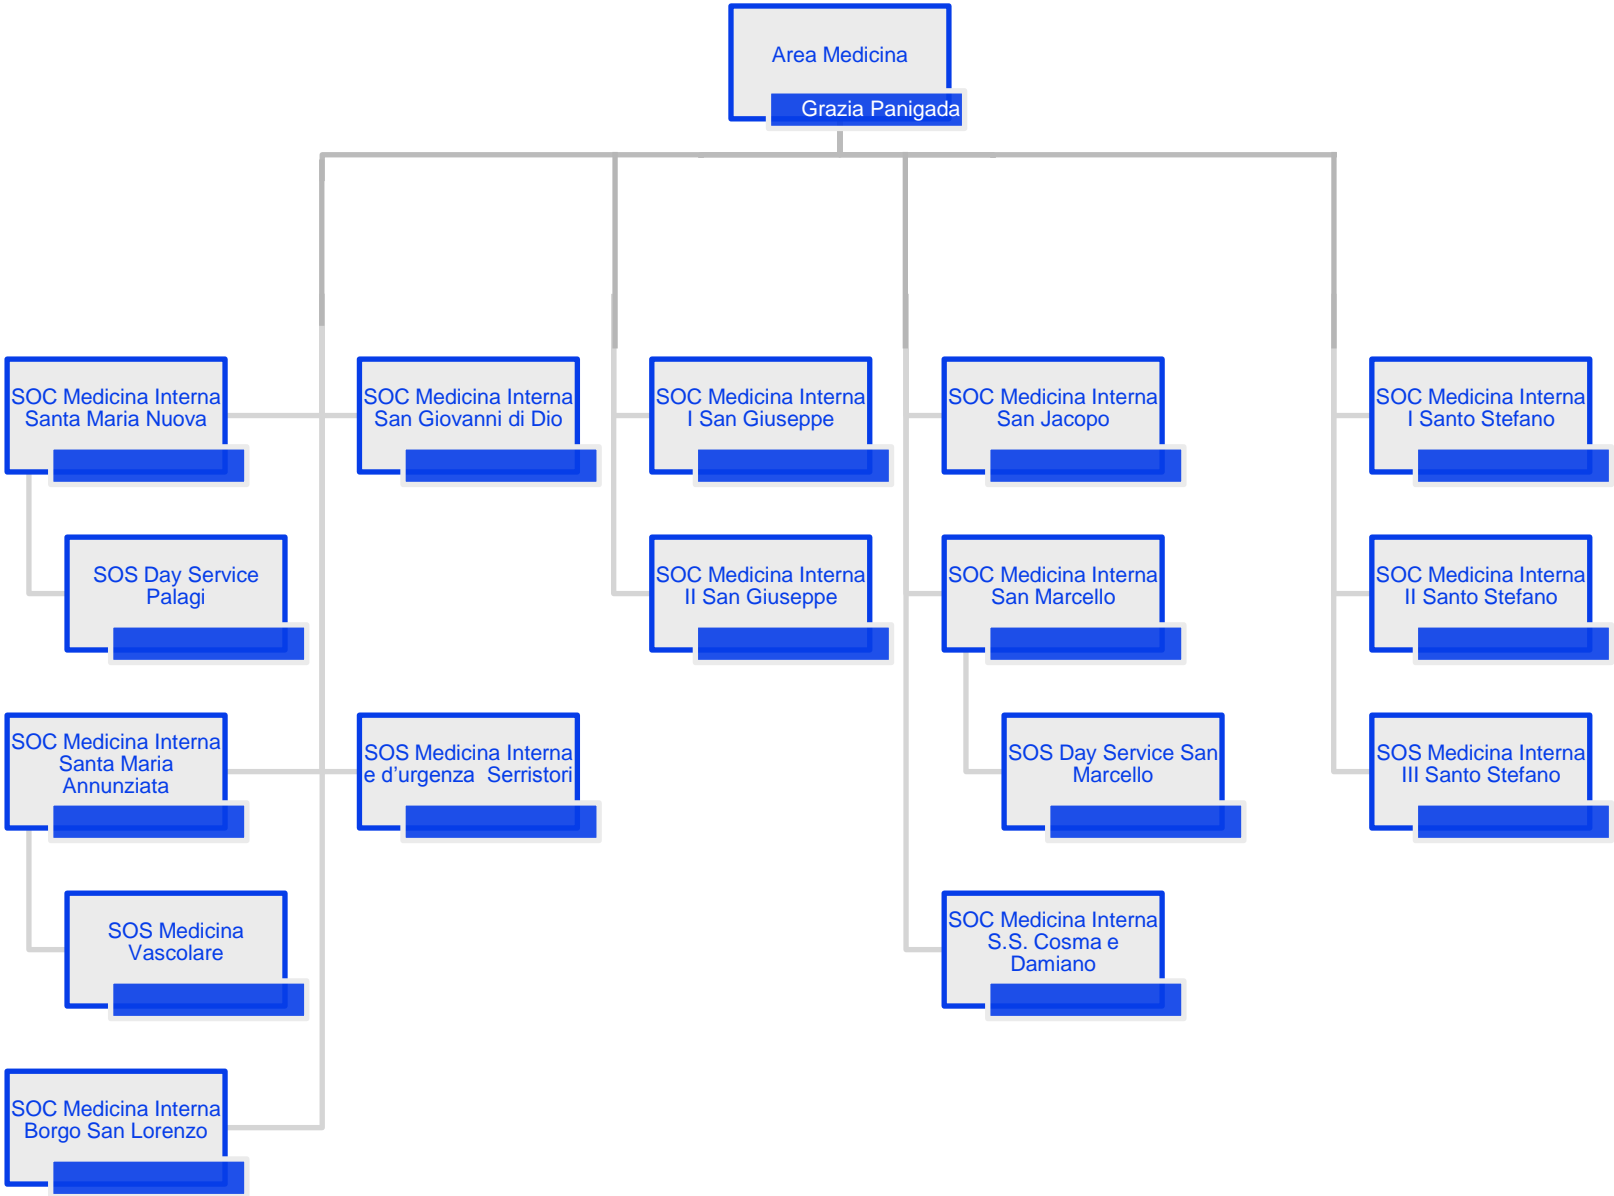 Area Medicina
Grazia Panigada
SOC Medicina Interna
Santa Maria Nuova
SOC Medicina Interna
San Giovanni di Dio
SOC Medicina Interna
I San Giuseppe
SOC Medicina Interna
San Jacopo
SOC Medicina Interna
I Santo Stefano
SOS Day Service
Palagi
SOC Medicina Interna
II San Giuseppe
SOC Medicina Interna
San Marcello
SOC Medicina Interna
II Santo Stefano
SOC Medicina Interna
Santa Maria
Annunziata
SOS Medicina Interna
e d’urgenza  Serristori
SOS Day Service San
Marcello
SOS Medicina Interna
III Santo Stefano
SOS Medicina
Vascolare
SOC Medicina Interna
S.S. Cosma e
Damiano
SOC Medicina Interna
Borgo San Lorenzo